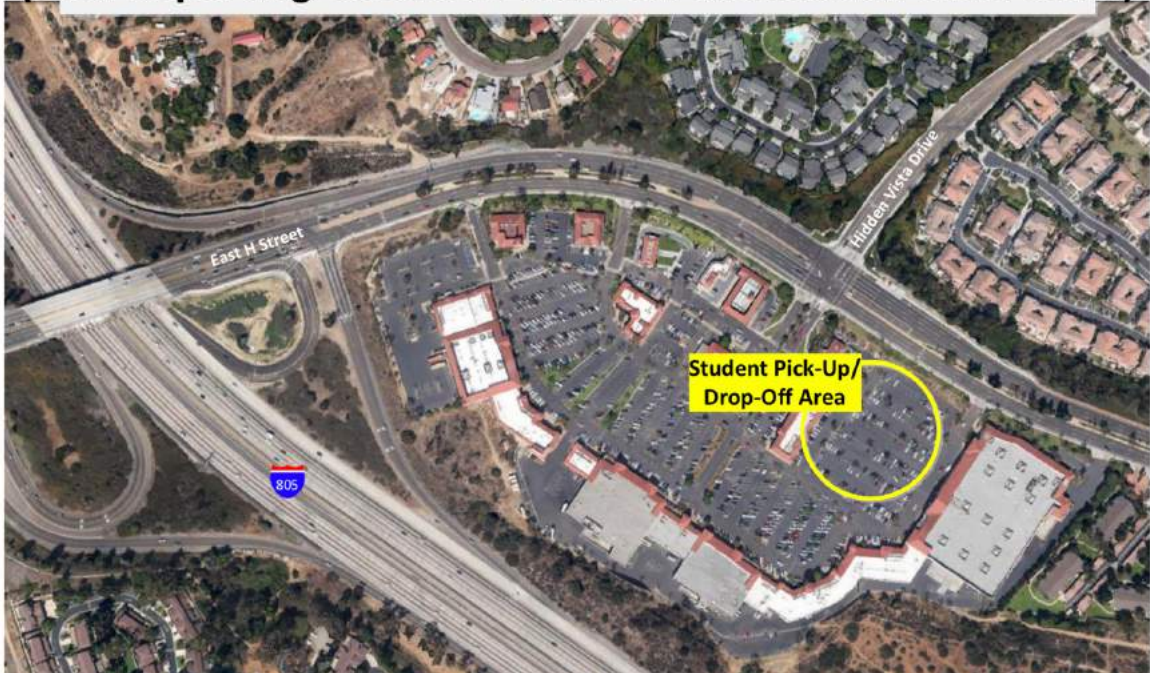 Hidden Vista Drive
East H Street
Student Pick-Up/
Drop-Off Area
805